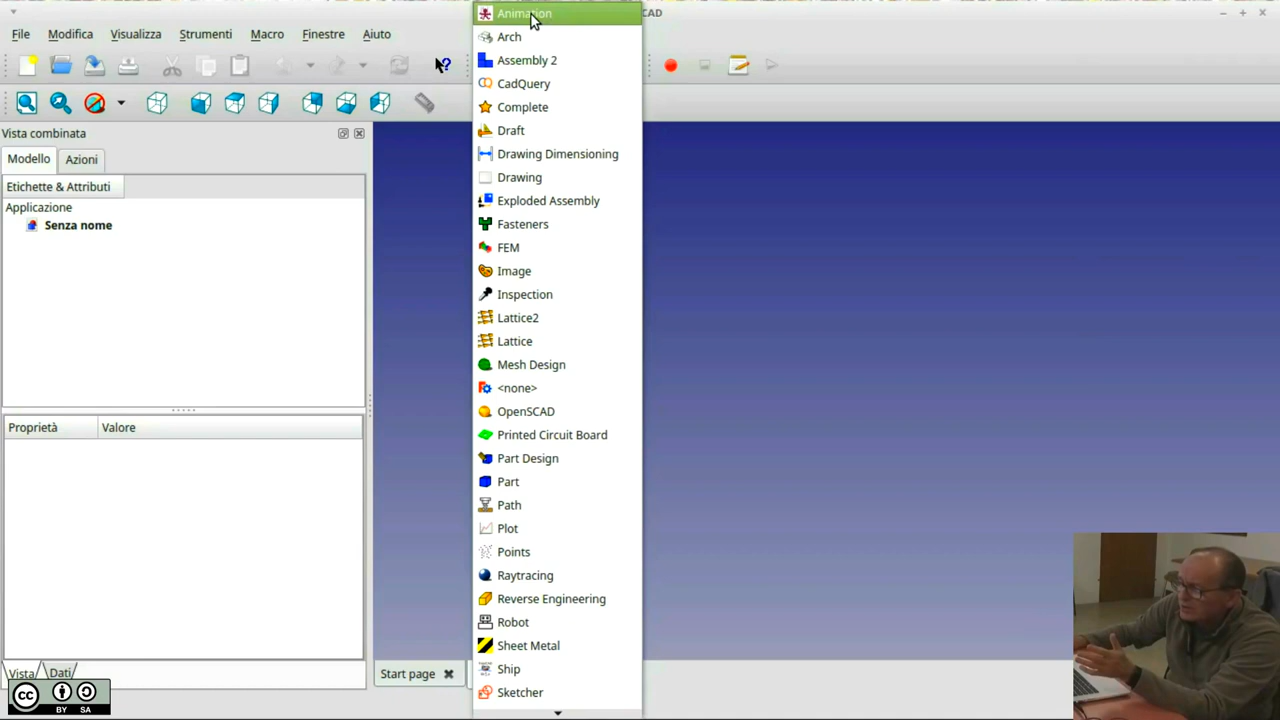 CAD
File Modifica Visualizza Strumenti Macro Finestre Aiuto
Vista combinata
Modello Azioni
Etichette & Attributi
Applicazione
Senza nome
Proprietà Valore
Vista Dati
Start page
Animation
Arch
Assembly 2
CadQuery
Complete
Draft
Drawing Dimensioning
Drawing
Exploded Assembly
Fasteners
FEM
Image
Inspection
Lattice2
Lattice
Mesh Design
<none>
OpenSCAD
Printed Circuit Board
Part Design
Part
Path
Plot
Points
Raytracing
Reverse Engineering
Robot
Sheet Metal
Ship
Sketcher
cc
BY SA